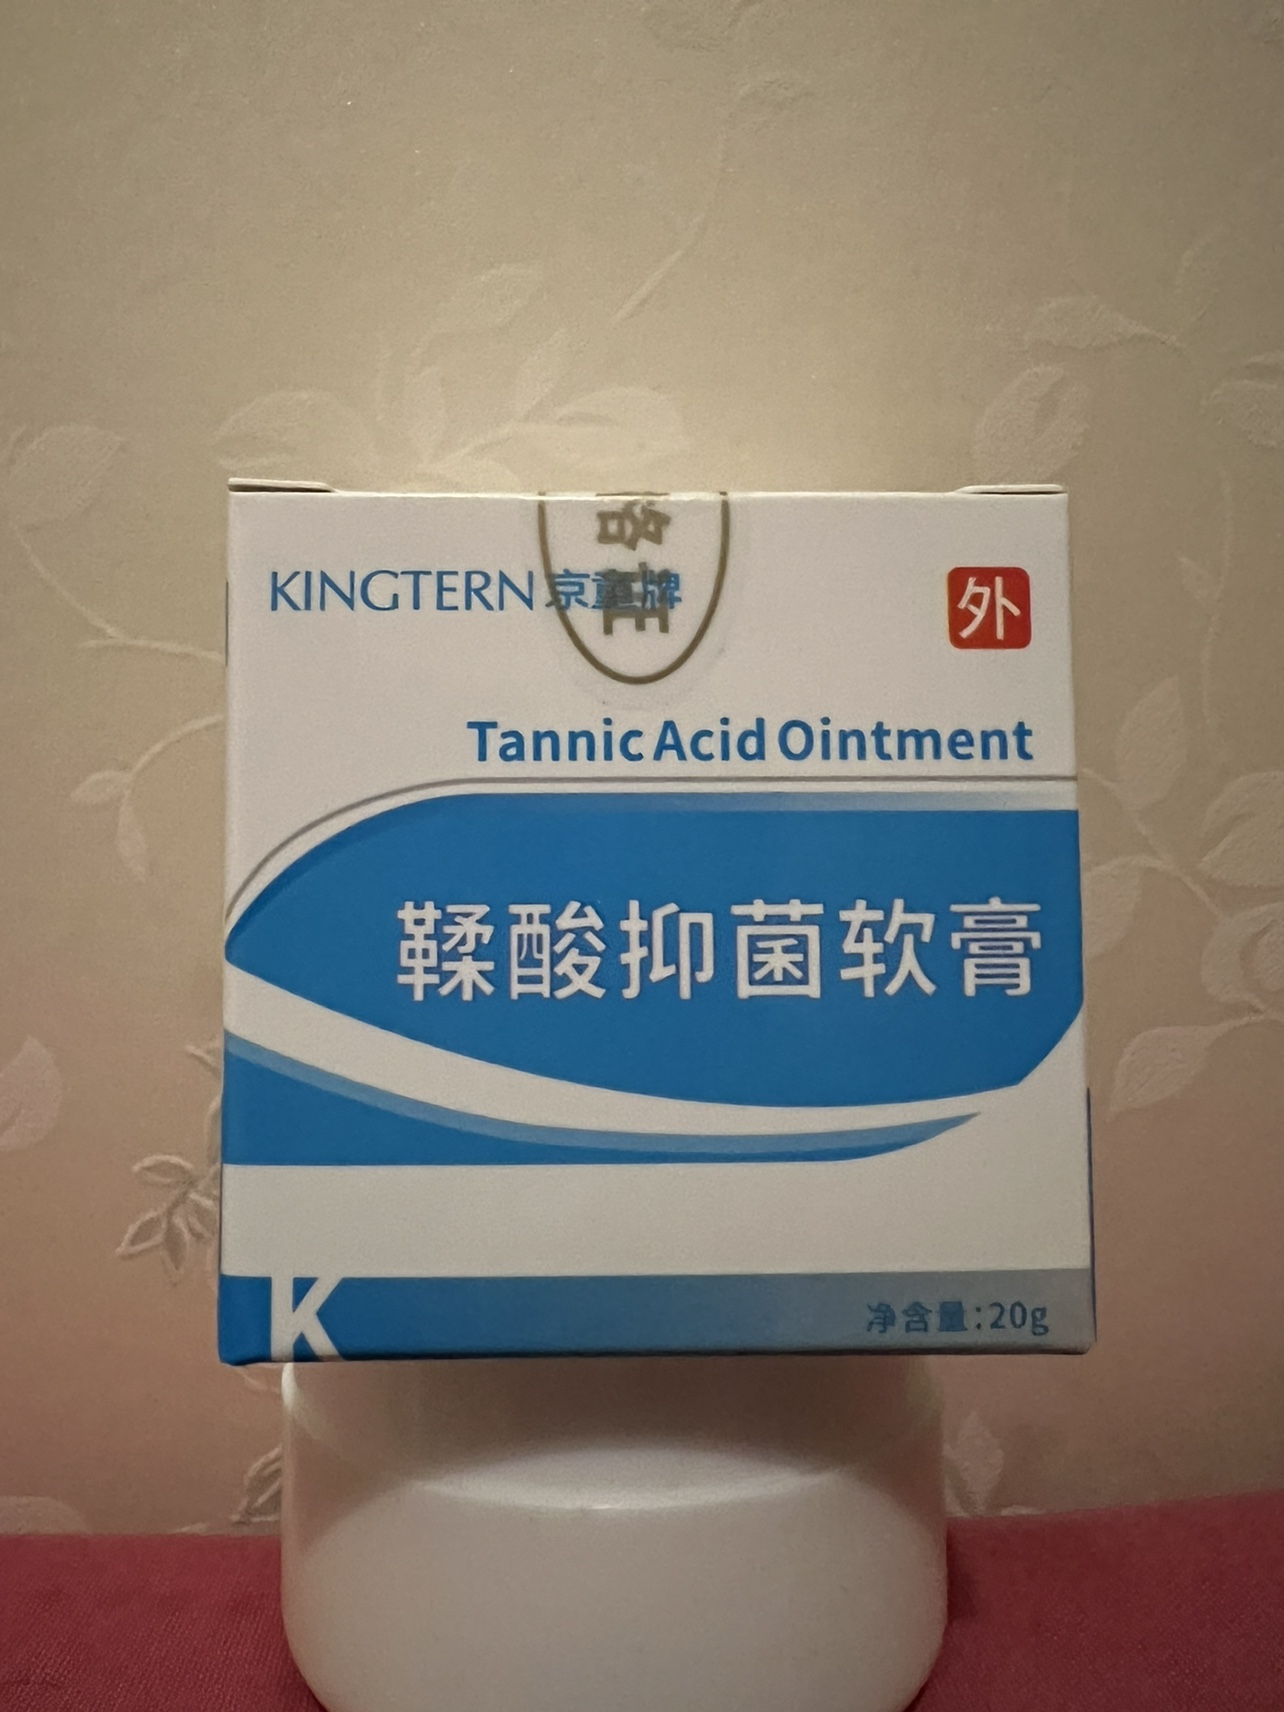 KINGTERN 京童牌
外
Tannic Acid Ointment
鞣酸抑菌软膏
K
净含量:20g